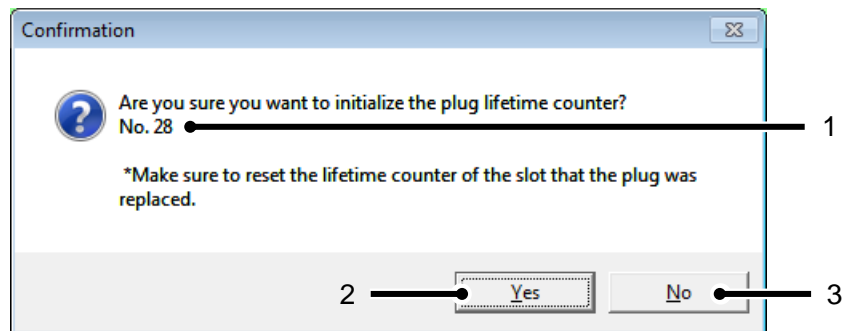 Confirmation
Are you sure you want to initialize the plug lifetime counter?
No. 28
1
*Make sure to reset the lifetime counter of the slot that the plug was
replaced.
2
Yes
No
3